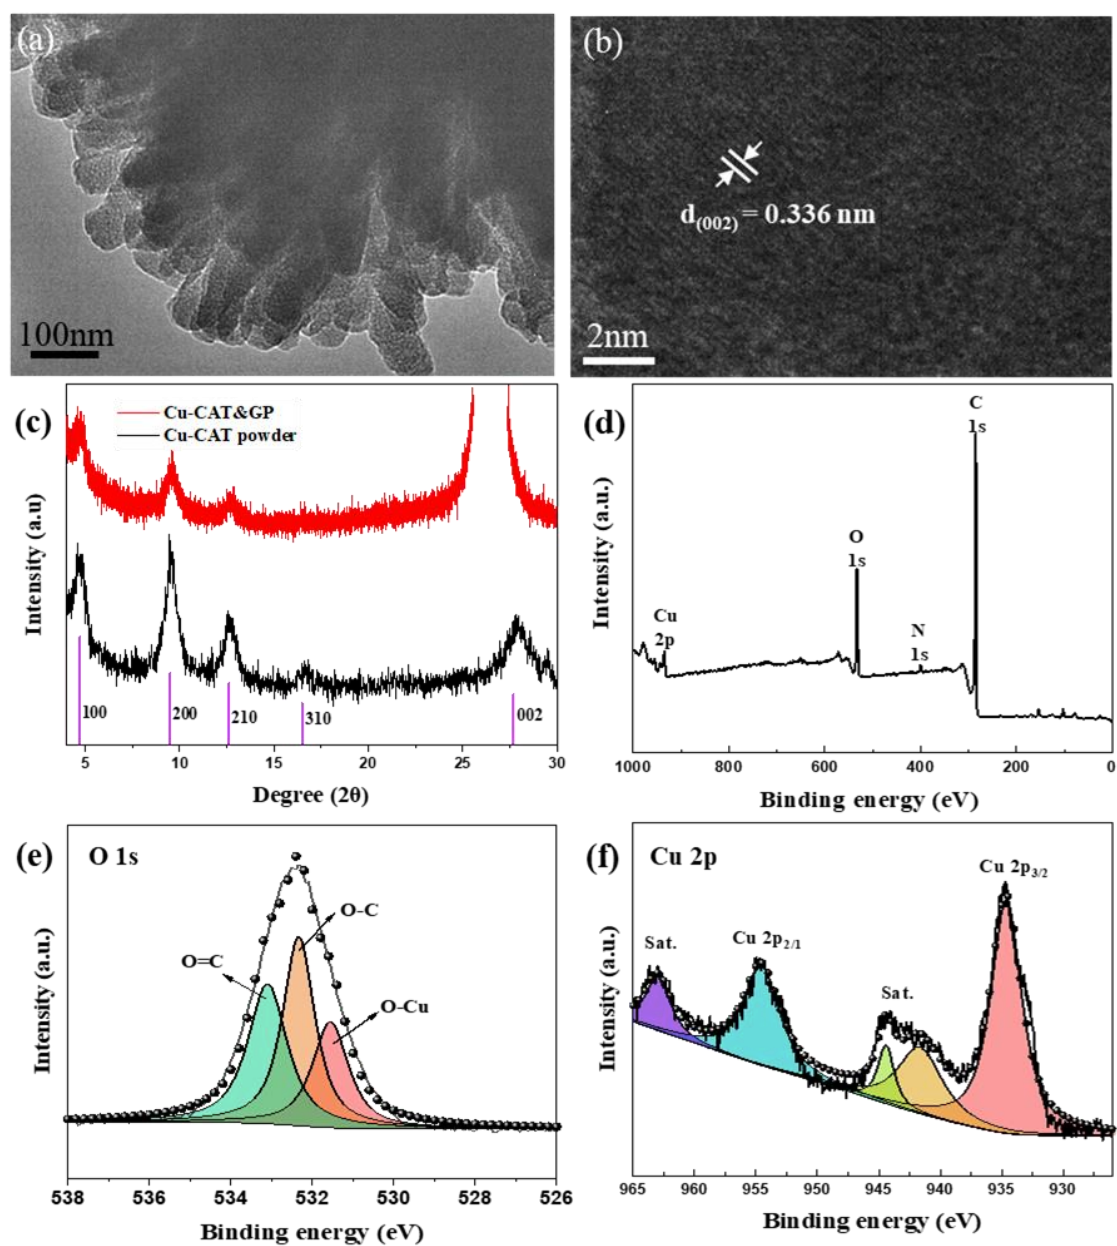 (a)
100nm
(b)
d(002) = 0.336 nm
2nm
(c)
Cu-CAT&GP
Cu-CAT powder
Intensity (a.u)
100
200
210
310
002
5
10
15
20
25
30
Degree (2θ)
(d)
C
1s
O
1s
N
1s
Cu
2p
Intensity (a.u.)
1000
800
600
400
200
0
Binding energy (eV)
(e)
O 1s
O-C
O=C
O-Cu
Intensity (a.u.)
538
536
534
532
530
528
526
Binding energy (eV)
(f)
Cu 2p
Cu 2p3/2
Sat.
Cu 2p2/1
Sat.
Intensity (a.u.)
965
960
955
950
945
940
935
930
Binding energy (eV)